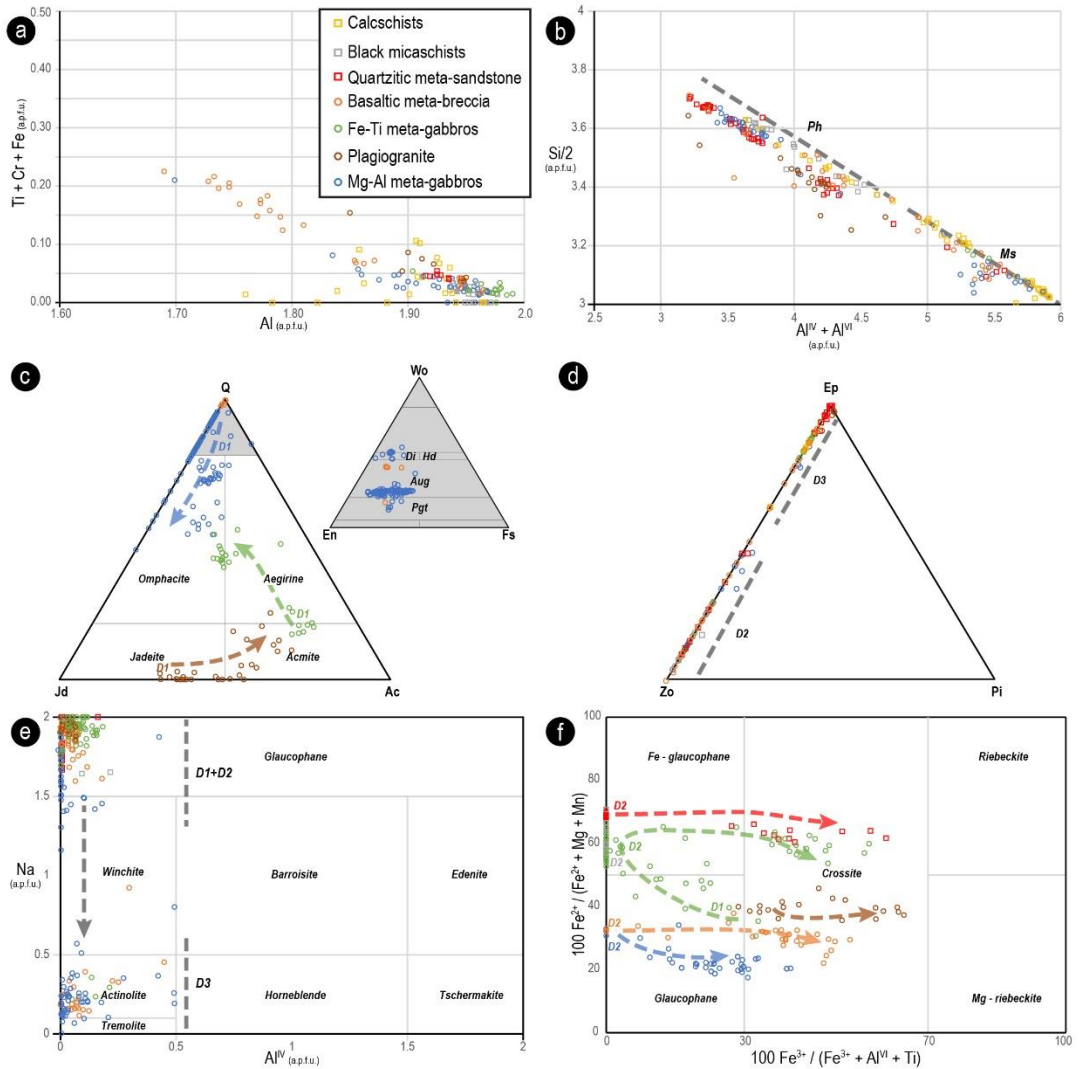 a
0.50
0.40
0.30
0.20
0.10
0.00
Ti + Cr + Fe (a.p.f.u.)
1.60
1.70
1.80
1.90
2.0
Al (a.p.f.u.)
Calcschists
Black micaschists
Quartzitic meta-sandstone
Basaltic meta-breccia
Fe-Ti meta-gabbros
Plagiogranite
Mg-Al meta-gabbros
b
4
3.8
3.6
3.4
3.2
3
Si/2
(a.p.f.u.)
Ph
Ms
2.5
3
3.5
4
4.5
5
5.5
6
Al^IV + Al^VI
(a.p.f.u.)
c
Q
D1
Omphacite
Aegirine
D1
Jadeite
D1
Acmite
Jd
Ac
Wo
Di Hd
Aug
Pgt
En
Fs
d
Ep
D3
D2
Zo
Pi
e
2
1.5
1
0.5
0
Na
(a.p.f.u.)
Glaucophane
D1+D2
Winchite
Barroisite
Edenite
D3
Actinolite
Horneblende
Tschermakite
Tremolite
0
0.5
1
1.5
2
Al^IV (a.p.f.u.)
f
100
80
60
40
20
0
100 Fe²⁺ / (Fe²⁺ + Mg + Mn)
Fe - glaucophane
Riebeckite
D2
D2
D2
Crossite
D1
D2
D2
Glaucophane
Mg - riebeckite
0
30
70
100
100 Fe³⁺ / (Fe³⁺ + Al^VI + Ti)